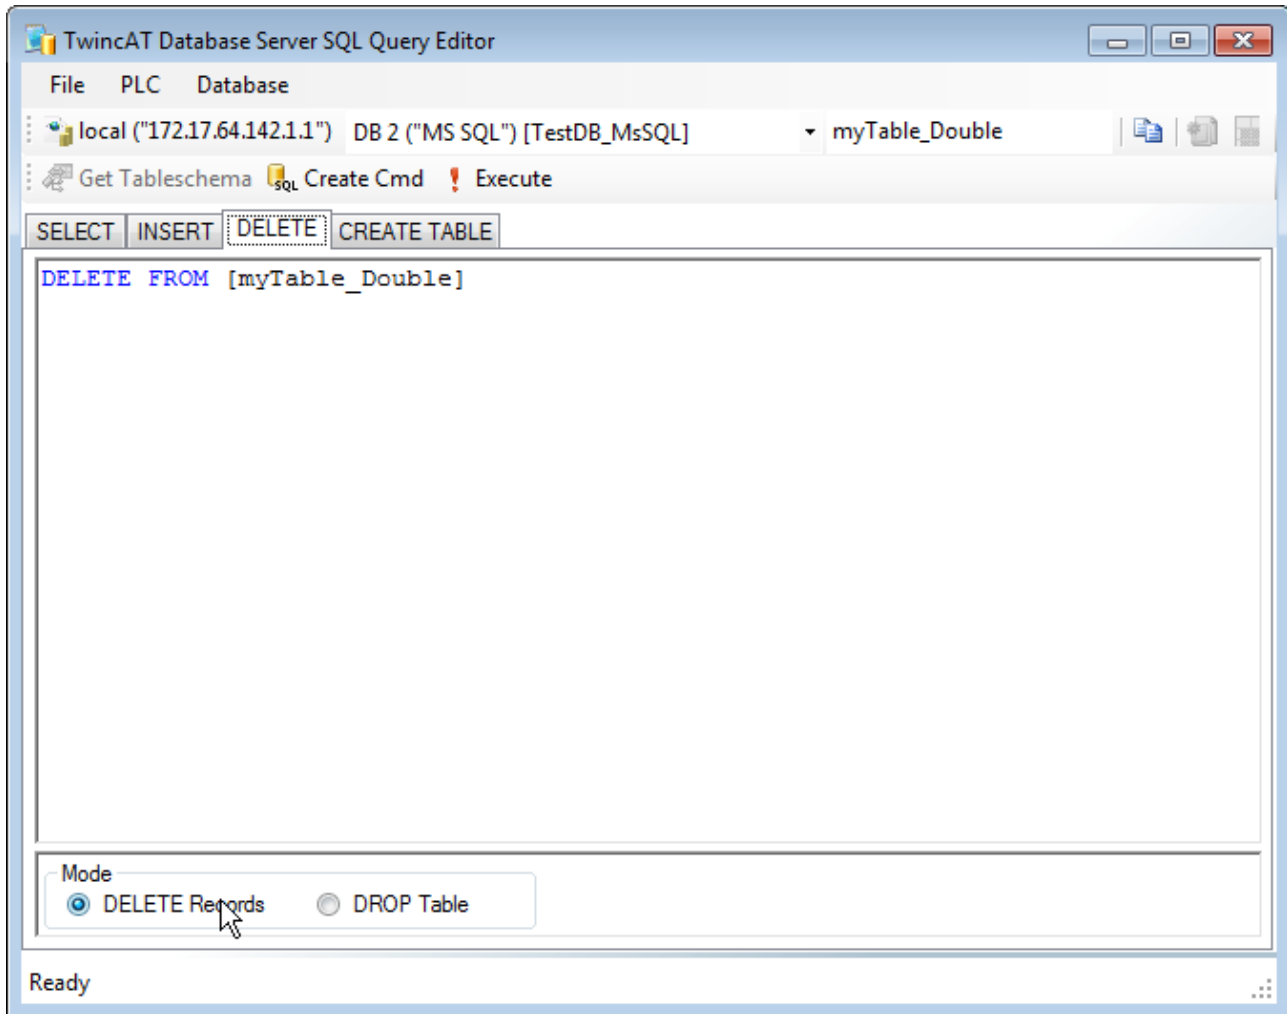 TwincAT Database Server SQL Query Editor
File PLC Database
local ("172.17.64.142.1.1") DB 2 ("MS SQL") [TestDB_MsSQL] myTable_Double
Get Tableschema SQL Create Cmd Execute
SELECT INSERT DELETE CREATE TABLE
DELETE FROM [myTable_Double]
Mode
DELETE Records DROP Table
Ready